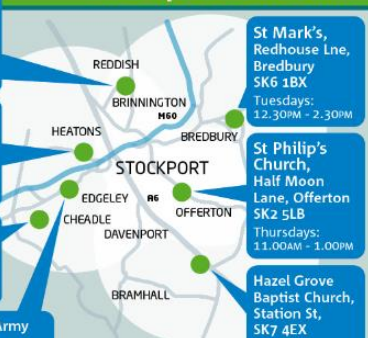 REDDISH
BRINNINGTON
M60
HEATONS
BREDBURY
STOCKPORT
EDGELEY
A6
OFFERTON
CHEADLE
DAVENPORT
BRAMHALL
Army
St Mark's,
Redhouse Lne,
Bredbury
SK6 1BX
Tuesdays:
12.30PM - 2.30PM
St Philip's
Church,
Half Moon
Lane, Offerton
SK2 5LB
Thursdays:
11.00AM - 1.00PM
Hazel Grove
Baptist Church,
Station St,
SK7 4EX